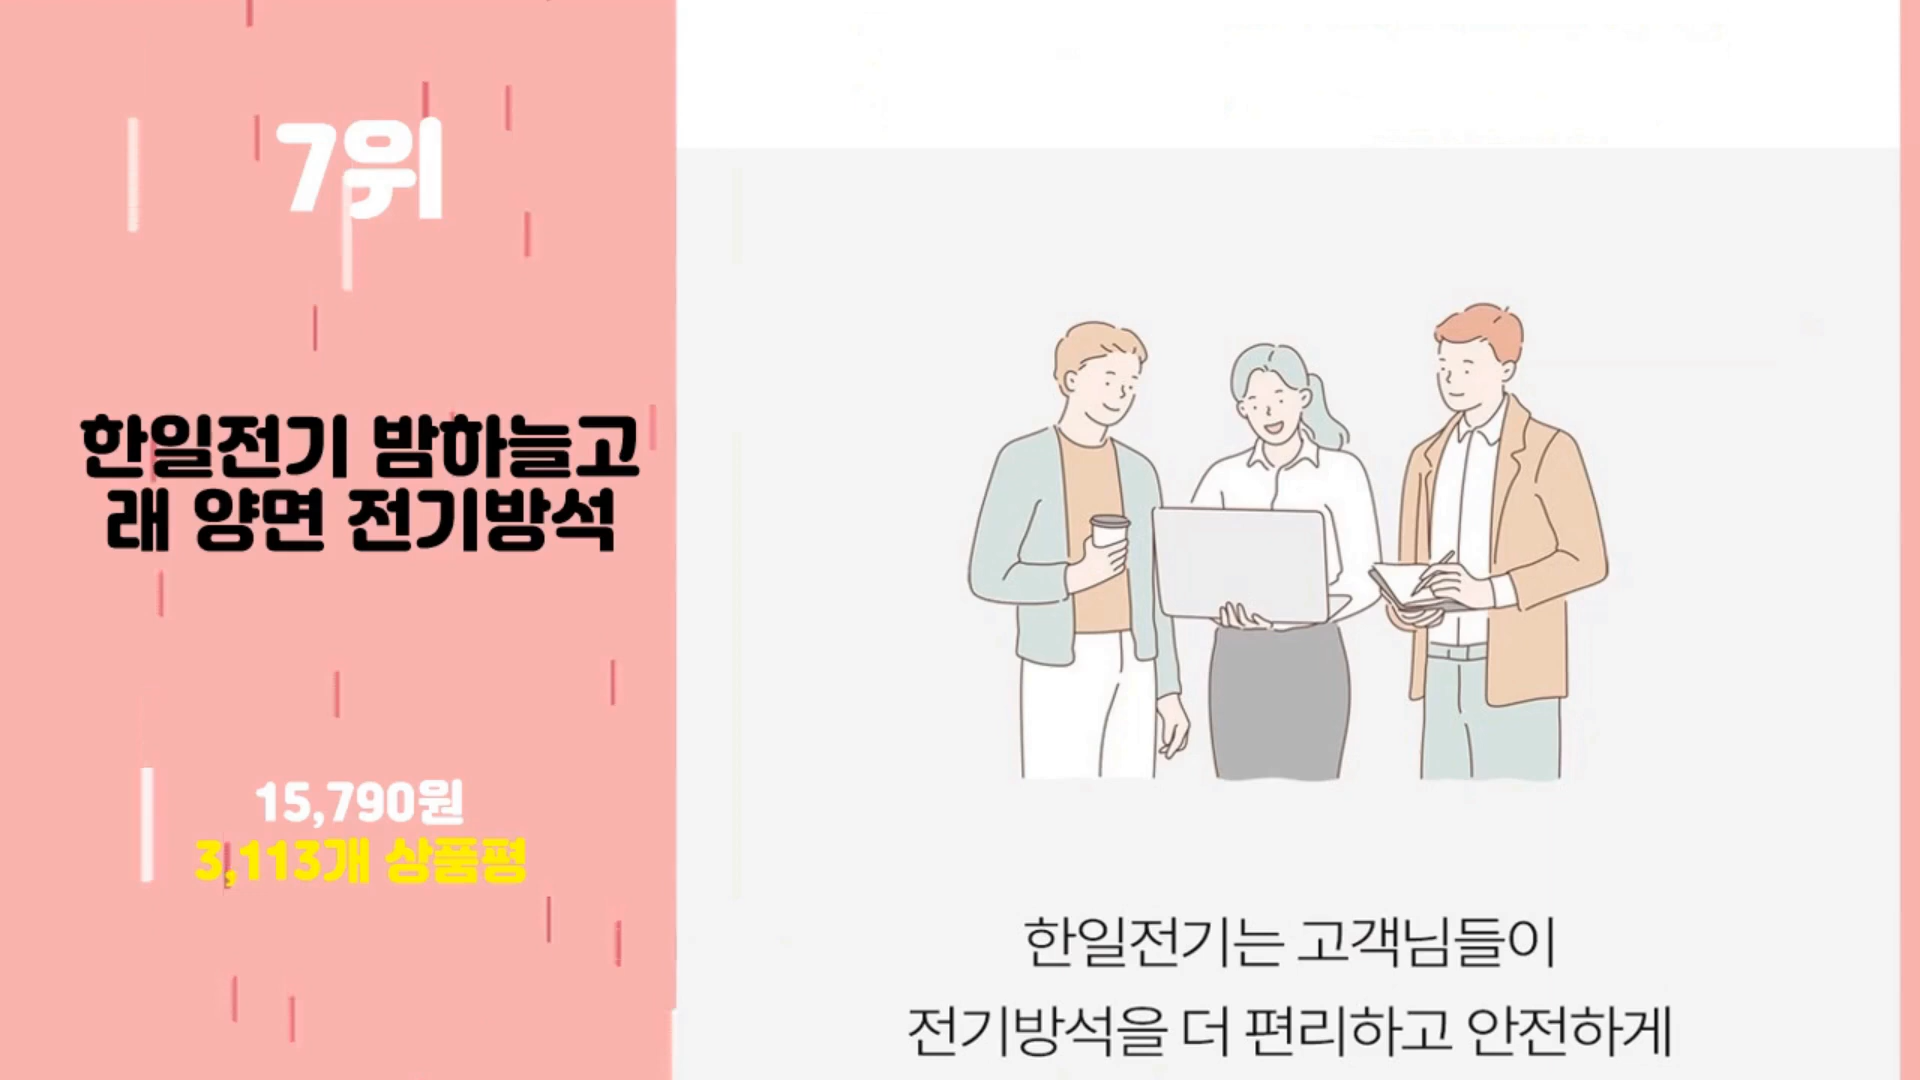 7위
한일전기 밤하늘고
래 양면 전기방석
15,790원
3,113개 상품평
한일전기는 고객님들이
전기방석을 더 편리하고 안전하게